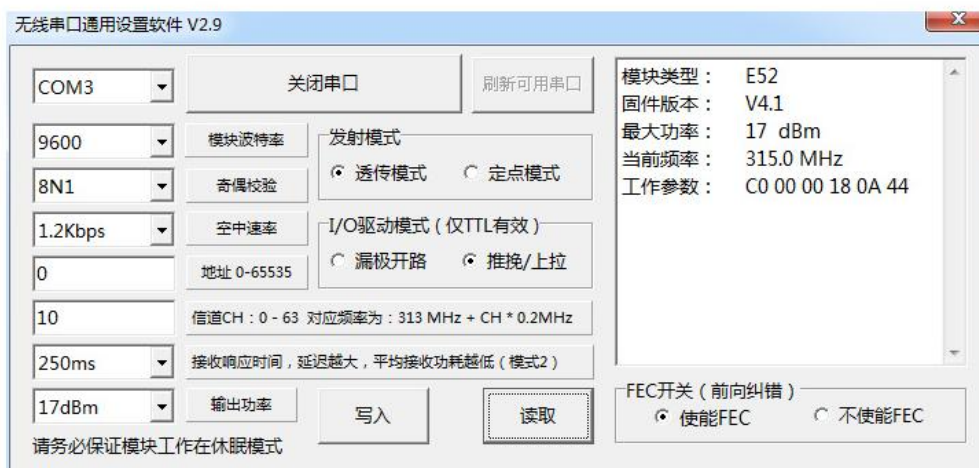 无线串口通用设置软件 V2.9
COM3
关闭串口
刷新可用串口
9600
模块波特率
8N1
奇偶校验
1.2Kbps
空中速率
0
地址 0-65535
发射模式
透传模式
定点模式
I/O驱动模式（仅TTL有效）
漏极开路
推挽/上拉
10
信道CH：0 - 63 对应频率为：313 MHz + CH * 0.2MHz
250ms
接收响应时间，延迟越大，平均接收功耗越低（模式2）
17dBm
输出功率
写入
读取
请务必保证模块工作在休眠模式
模块类型： E52
固件版本： V4.1
最大功率： 17 dBm
当前频率： 315.0 MHz
工作参数： C0 00 00 18 0A 44
FEC开关（前向纠错）
使能FEC
不使能FEC